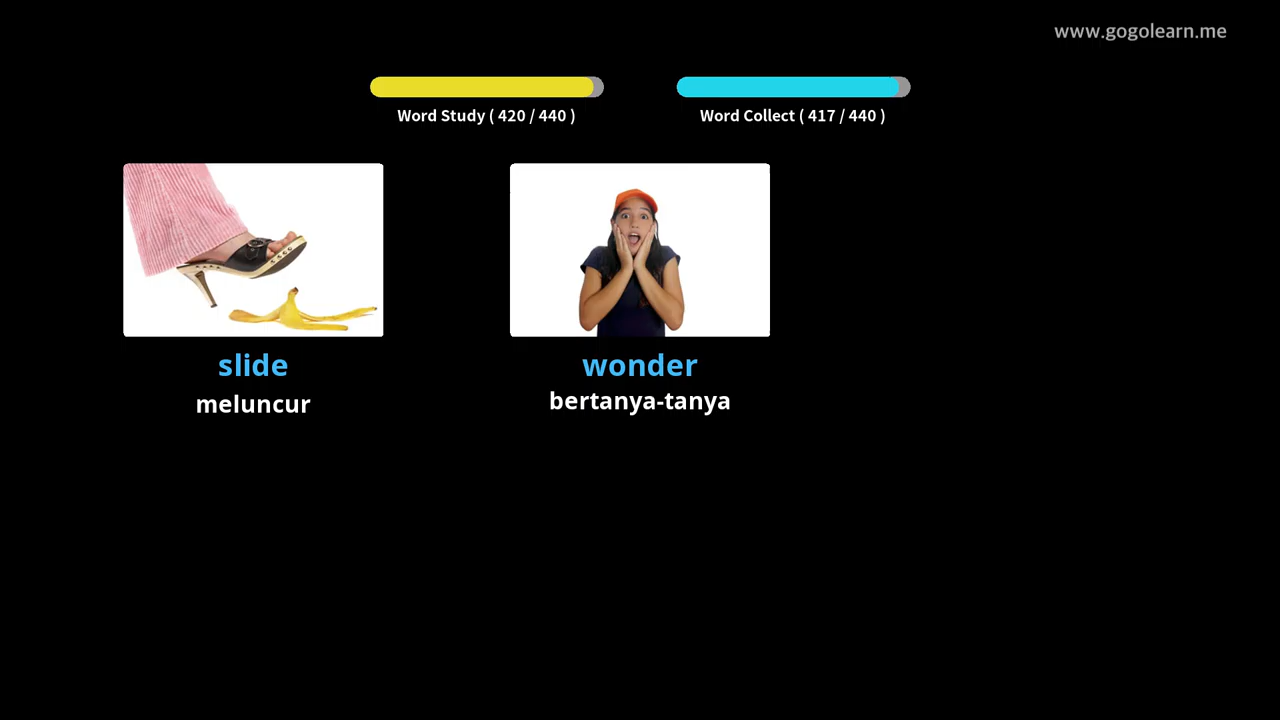 www.gogolearn.me
Word Study ( 420 / 440 )
Word Collect ( 417 / 440 )
slide
meluncur
wonder
bertanya-tanya